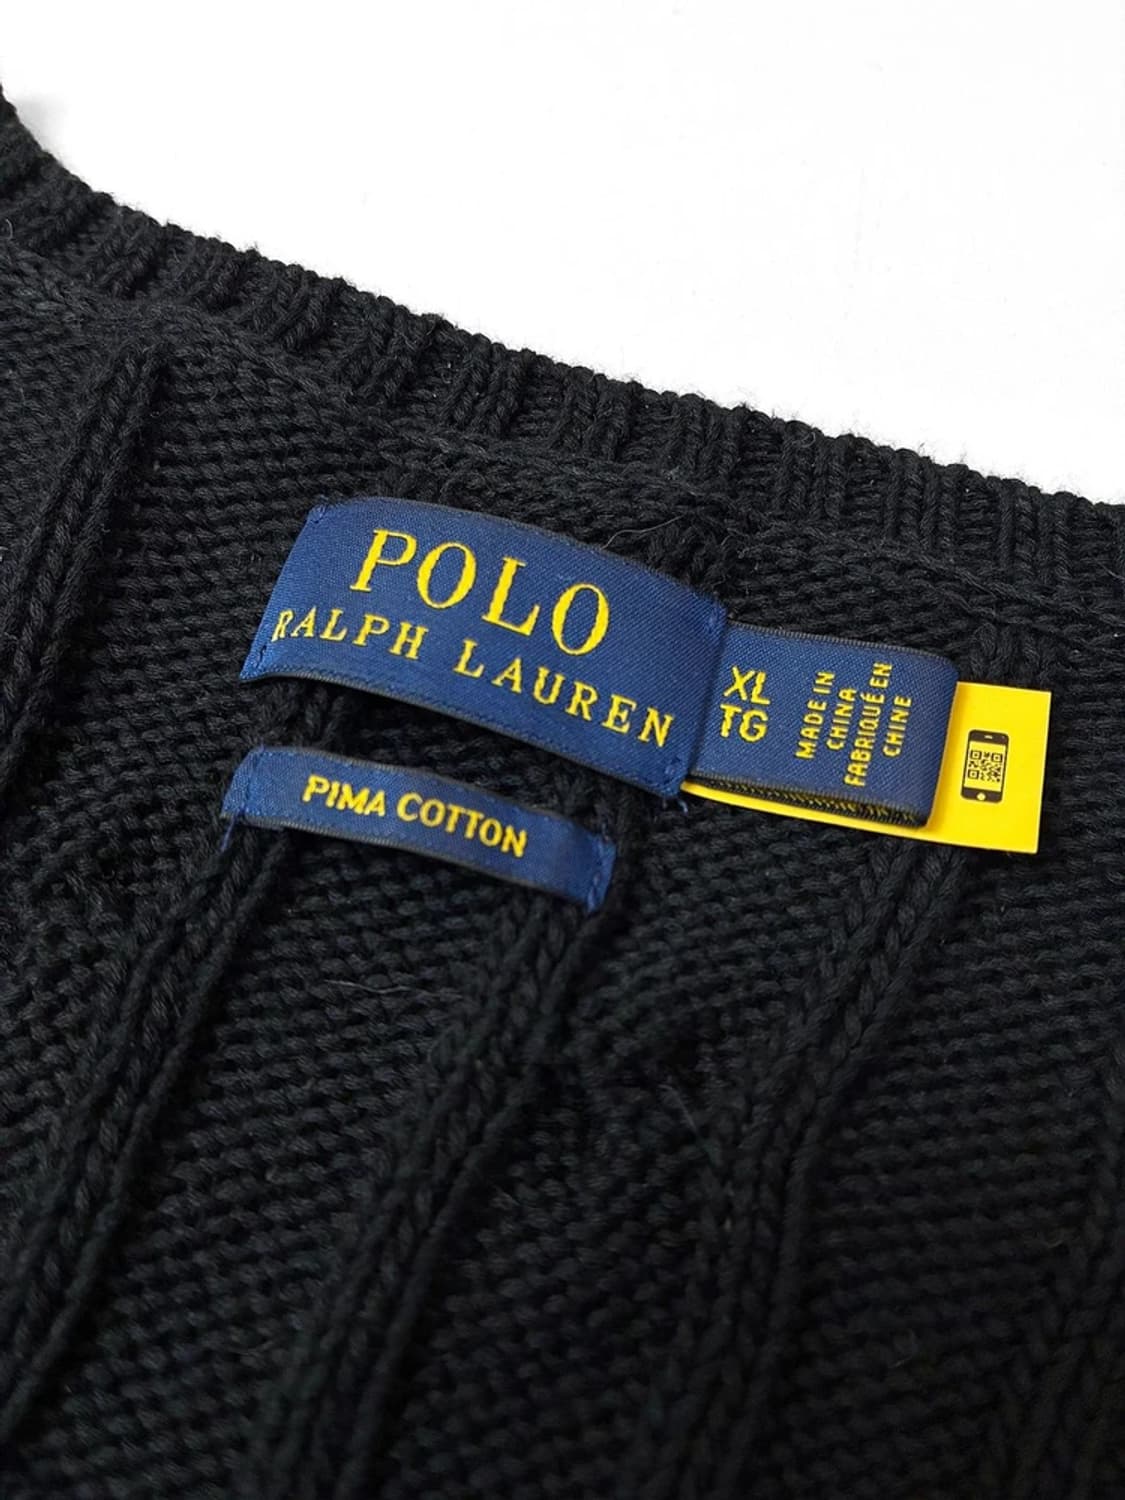 POLO
RALPH LAUREN
XL
TG
MADE IN
CHINA
FABRIQUÉ EN
CHINE
PIMA COTTON